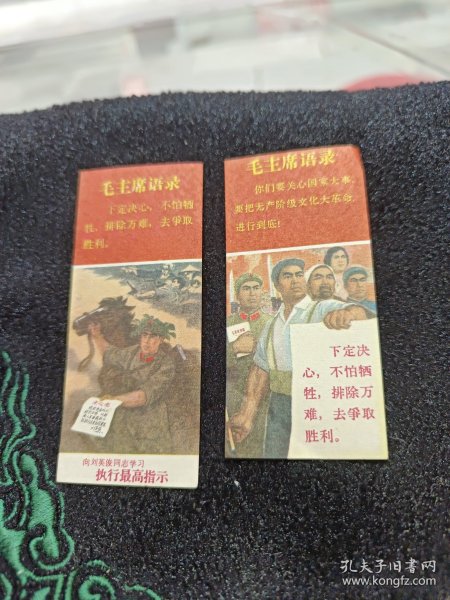 毛主席语录
下定决心，不怕牺
牲，排除万难，去爭取
胜利。
向刘英俊同志学习
执行最高指示
毛主席语录
你们要关心国家大事，
要把无产阶级文化大革命
进行到底！
下定决
心，不怕牺
牲，排除万
难，去爭取
胜利。
孔夫子旧书网
www.kongfz.com